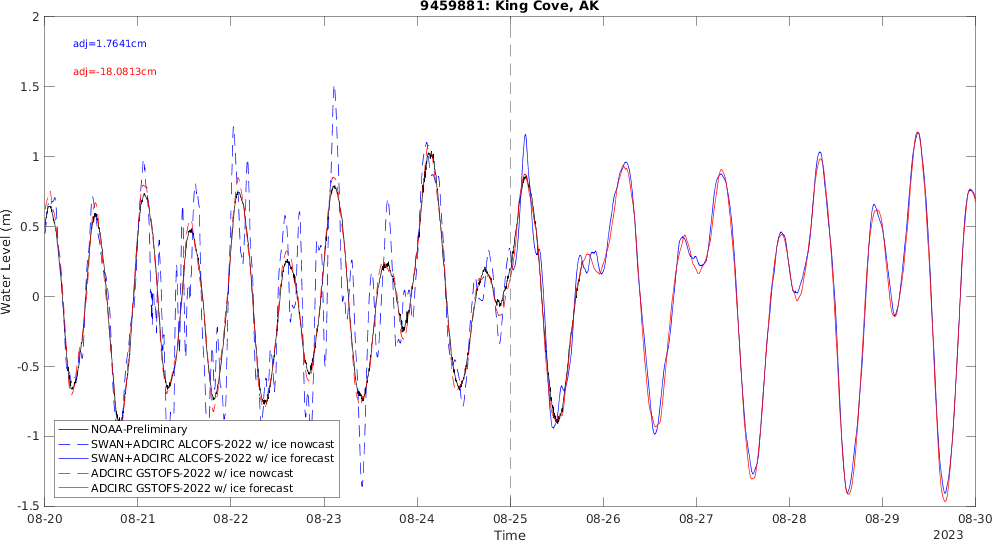 9459881: King Cove, AK
adj=1.7641cm
adj=-18.0813cm
Water Level (m)
2
1.5
1
0.5
0
-0.5
-1
-1.5
NOAA-Preliminary
SWAN+ADCIRC ALCOFS-2022 w/ ice nowcast
SWAN+ADCIRC ALCOFS-2022 w/ ice forecast
ADCIRC GSTOFS-2022 w/ ice nowcast
ADCIRC GSTOFS-2022 w/ ice forecast
08-20 08-21 08-22 08-23 08-24 08-25 08-26 08-27 08-28 08-29 08-30
Time
2023